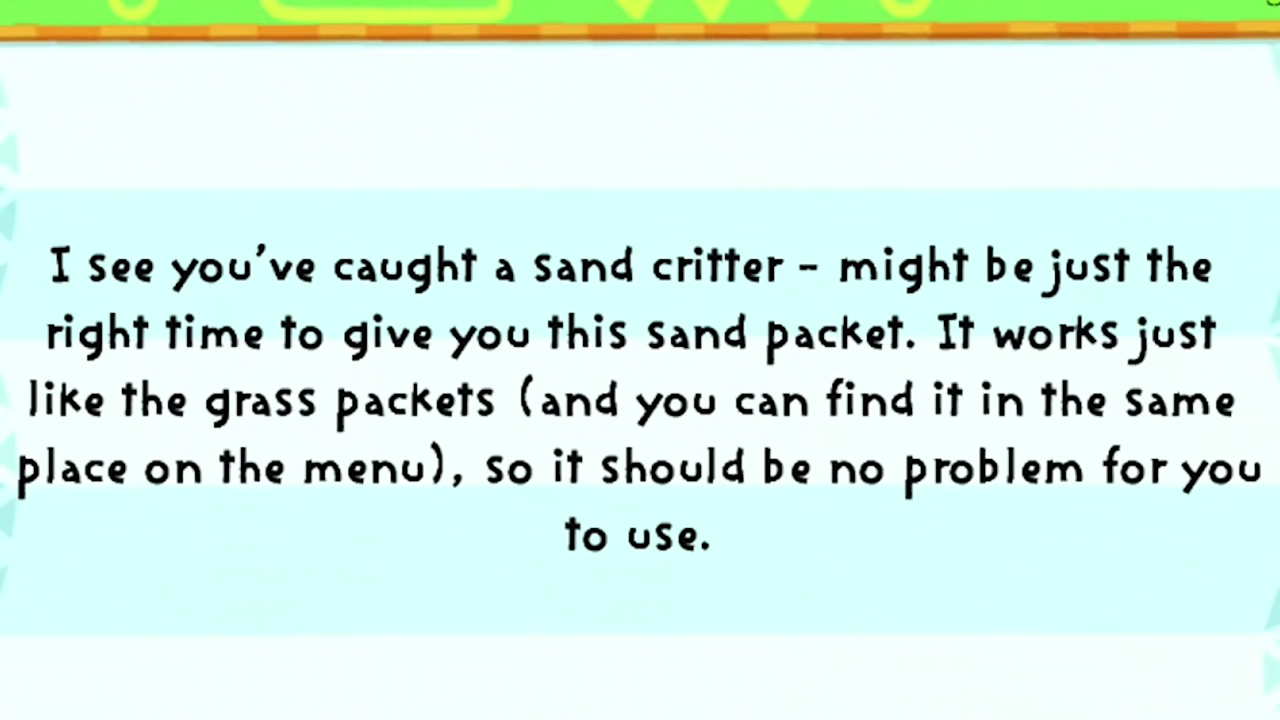 I see you've caught a sand critter - might be just the
right time to give you this sand packet. It works just
like the grass packets (and you can find it in the same
place on the menu), so it should be no problem for you
to use.